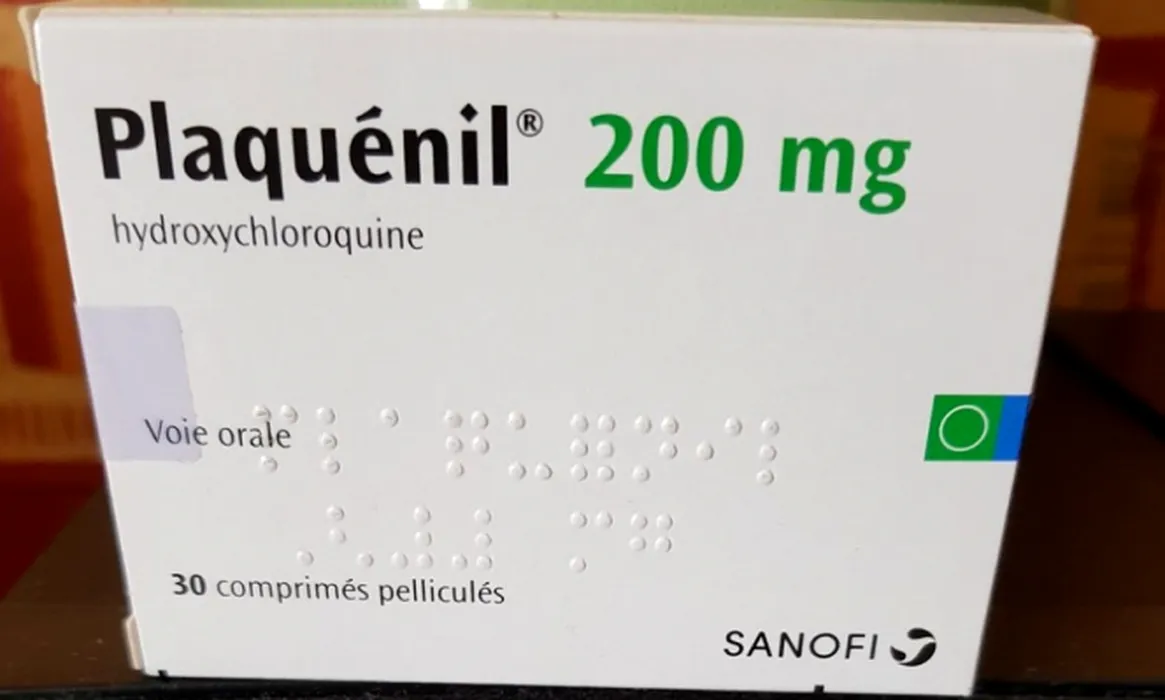 Plaquénil® 200 mg
hydroxychloroquine
Voie orale
30 comprimés pelliculés
SANOFI